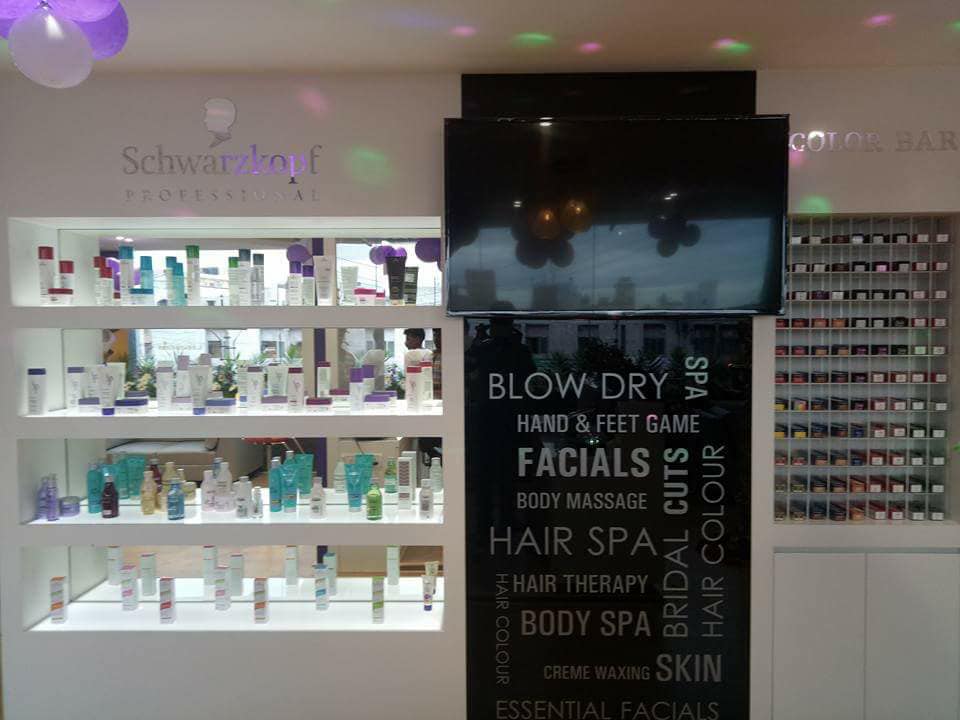 Schwarzkopf
PROFESSIONAL
COLOR BAR
BLOW DRY
SPA
HAND & FEET GAME
FACIALS
CUTS
BODY MASSAGE
HAIR COLOUR
HAIR SPA
BRIDAL
HAIR THERAPY
HAIR COLOUR
BODY SPA
CREME WAXING
SKIN
ESSENTIAL FACIALS